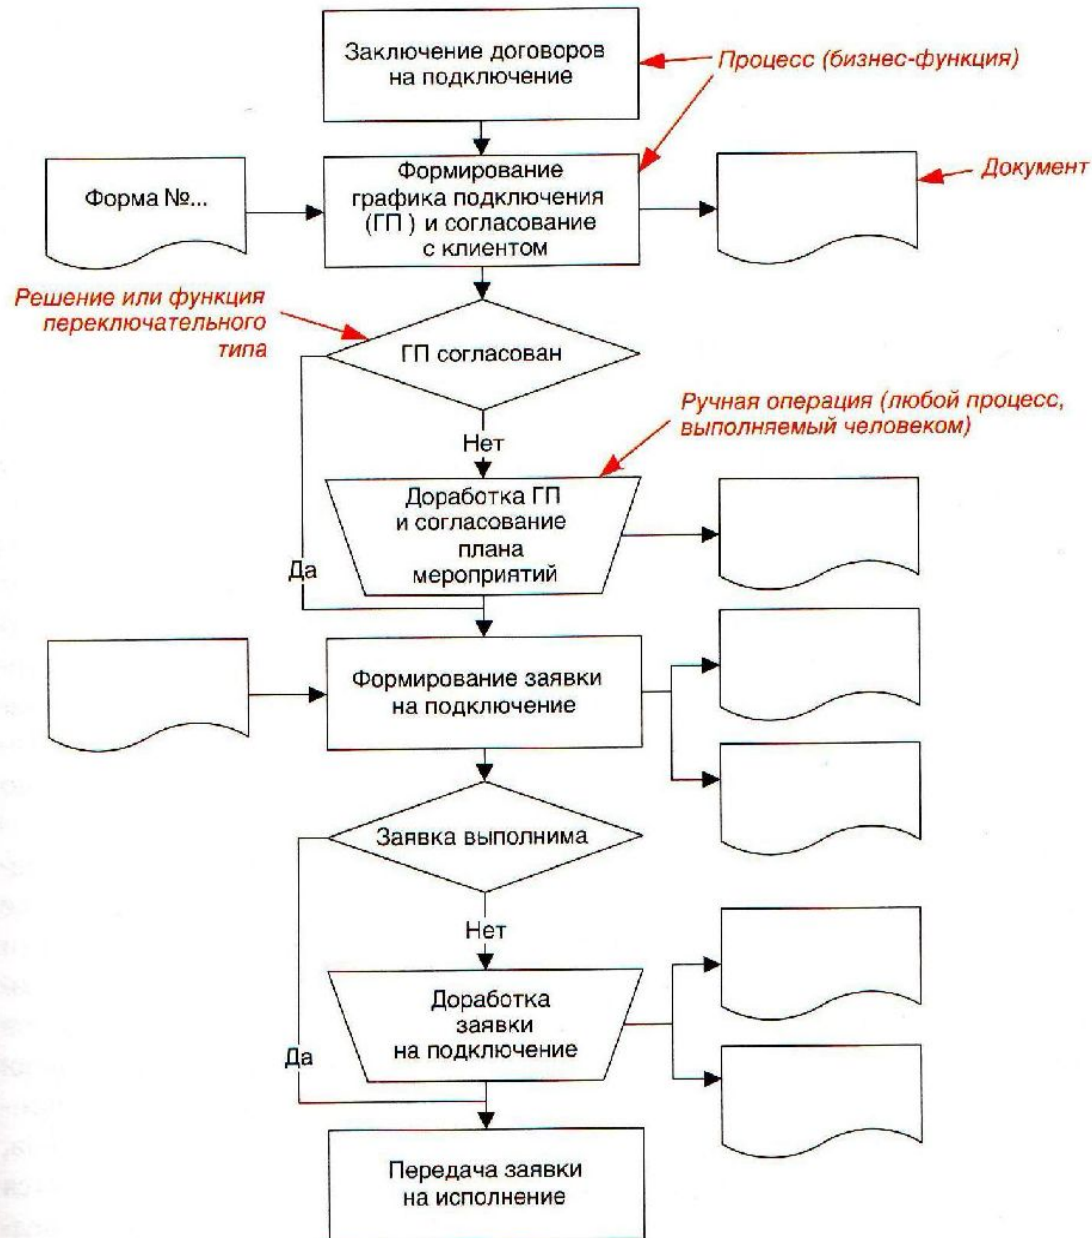 Заключение договоров
на подключение
Процесс (бизнес-функция)
Форма №...
Формирование
графика подключения
(ГП ) и согласование
с клиентом
Документ
Решение или функция
переключательного
типа
ГП согласован
Ручная операция (любой процесс,
выполняемый человеком)
Нет
Доработка ГП
и согласование
плана
мероприятий
Да
Формирование заявки
на подключение
Заявка выполнима
Нет
Доработка
заявки
на подключение
Да
Передача заявки
на исполнение